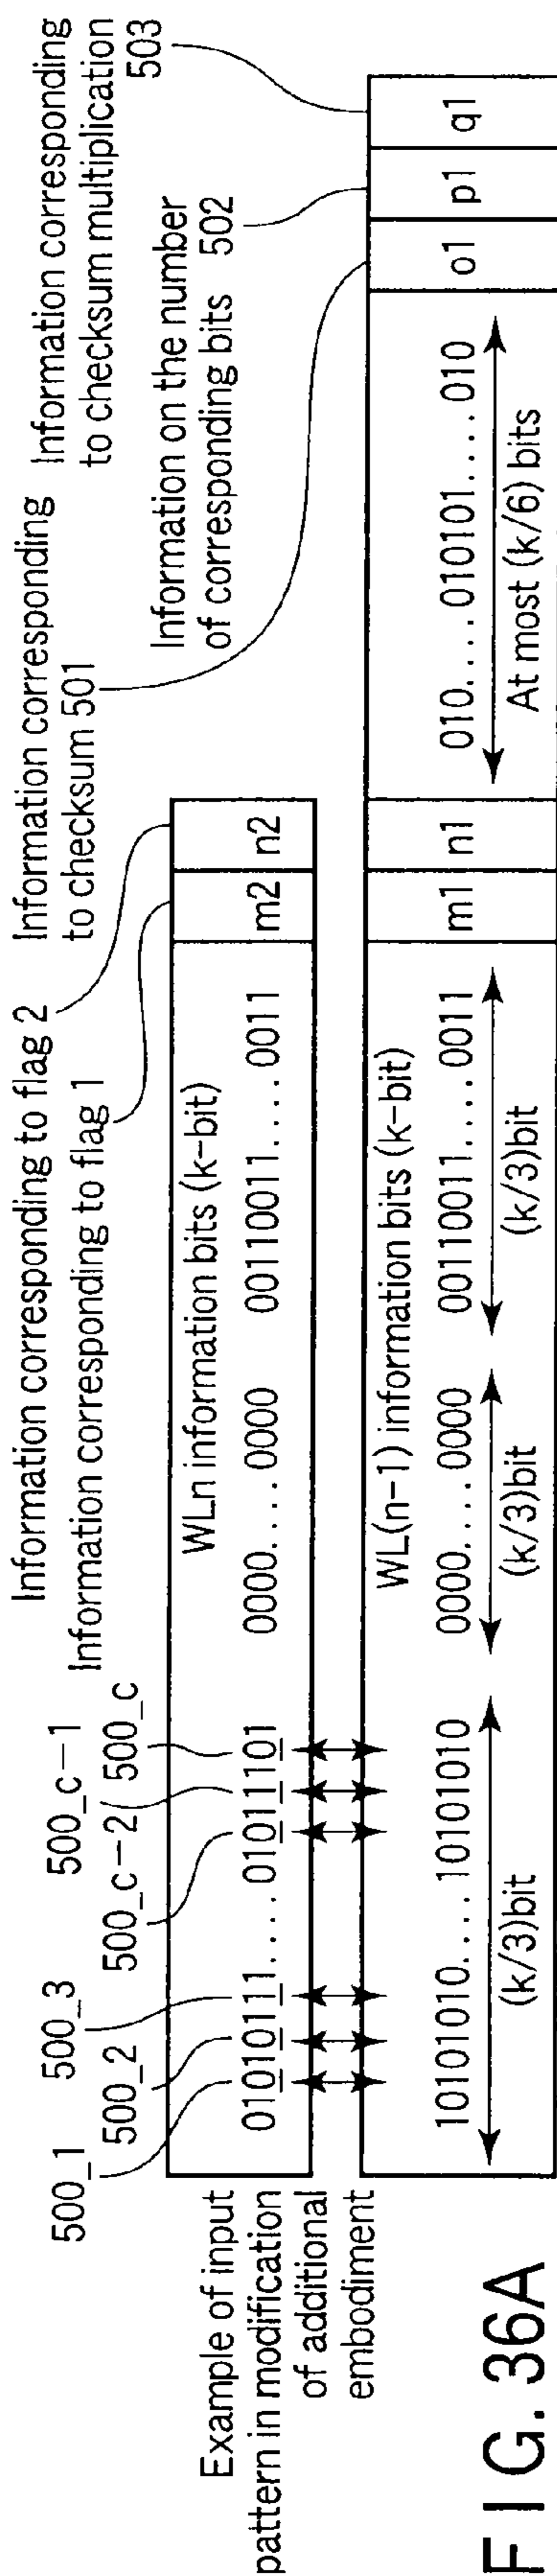 Information corresponding to flag 2
Information corresponding to flag 1
Information corresponding
to checksum 501
Information on the number
of corresponding bits 502
Information corresponding
to checksum multiplication
503
500_1
500_2
500_3
500_c-2
500_c-1
500_c
Example of input
pattern in modification
of additional
embodiment
WLn information bits (k-bit)
01010111....01011101 0000....0000 00110011....0011 m2 n2
WL(n-1) information bits (k-bit)
10101010....10101010 0000....0000 00110011....0011 m1 n1 010....010101....010 o1 p1 q1
(k/3)bit (k/3)bit (k/3)bit At most (k/6) bits
FIG. 36A